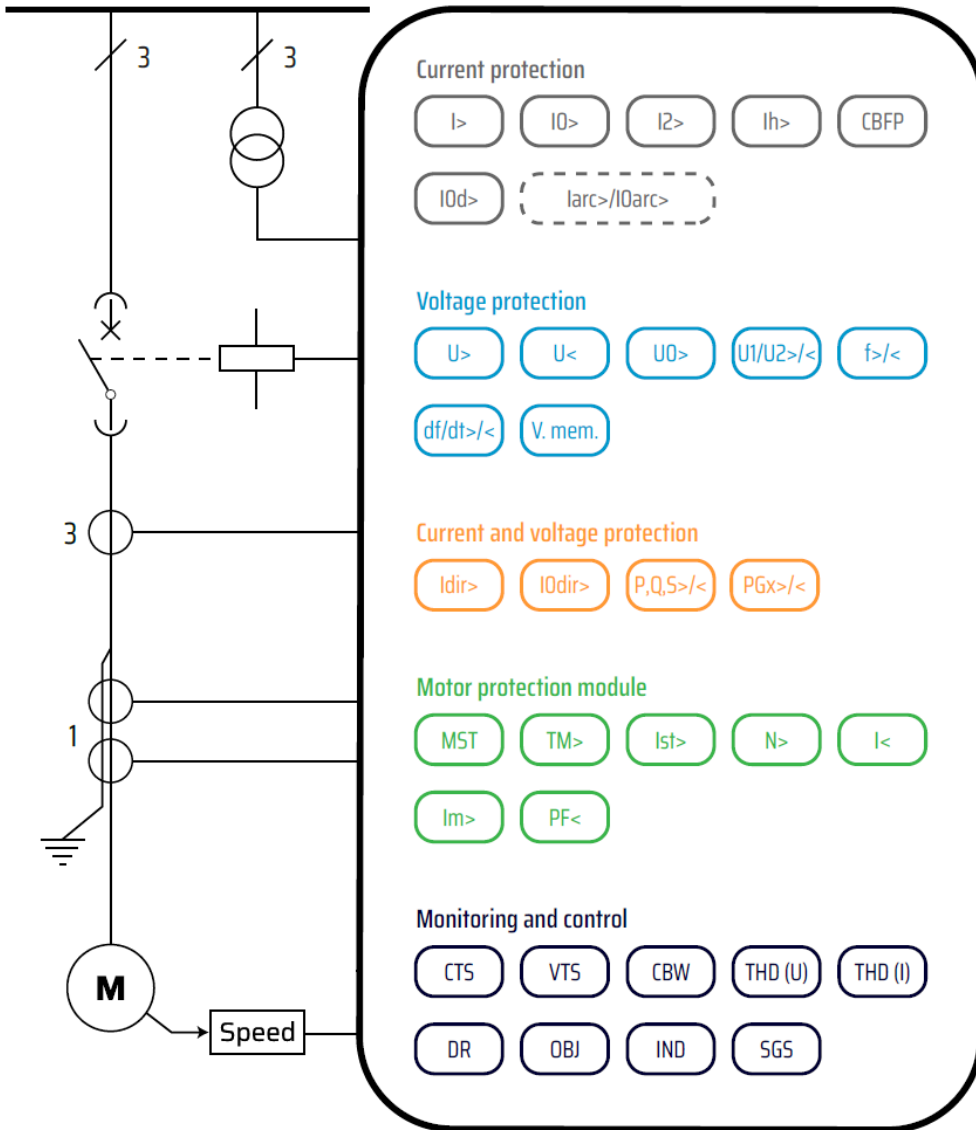 3
3
Current protection
I> I0> I2> Ih> CBFP
I0d> Iarc>/I0arc>
Voltage protection
U> U< U0> U1/U2>/< f>/<
df/dt>/< V. mem.
3
Current and voltage protection
Idir> I0dir> P,Q,S>/< PGx>/<
Motor protection module
1
MST TM> Ist> N> I<
Im> PF<
Monitoring and control
M
CTS VTS CBW THD (U) THD (I)
Speed
DR OBJ IND SGS